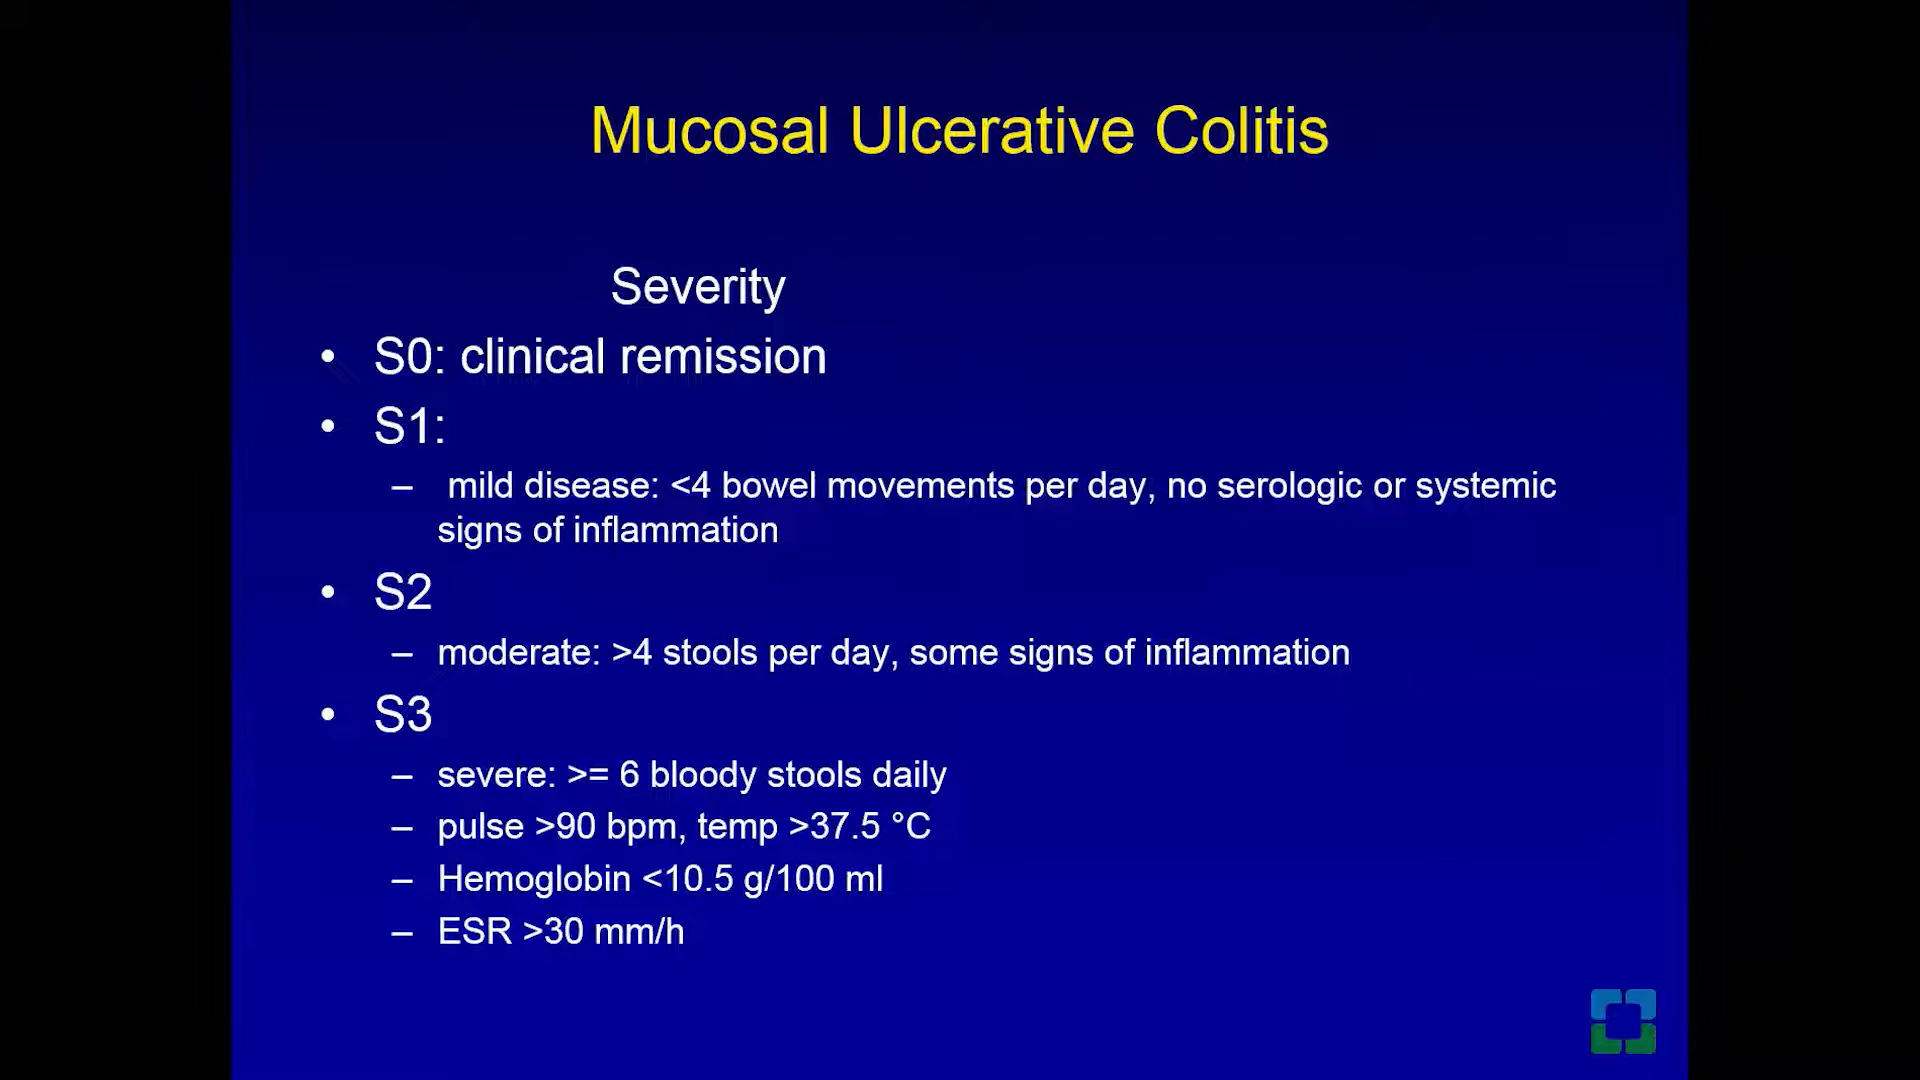 Mucosal Ulcerative Colitis
Severity
• S0: clinical remission
• S1:
– mild disease: <4 bowel movements per day, no serologic or systemic
signs of inflammation
• S2
– moderate: >4 stools per day, some signs of inflammation
• S3
– severe: >= 6 bloody stools daily
– pulse >90 bpm, temp >37.5 °C
– Hemoglobin <10.5 g/100 ml
– ESR >30 mm/h